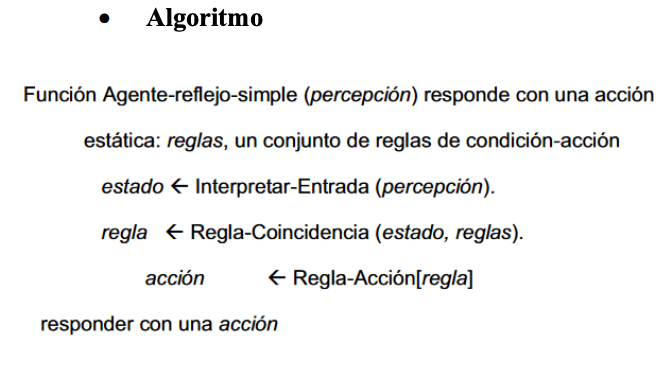 • Algoritmo
Función Agente-reflejo-simple (percepción) responde con una acción
estática: reglas, un conjunto de reglas de condición-acción
estado ← Interpretar-Entrada (percepción).
regla ← Regla-Coincidencia (estado, reglas).
acción ← Regla-Acción[regla]
responder con una acción